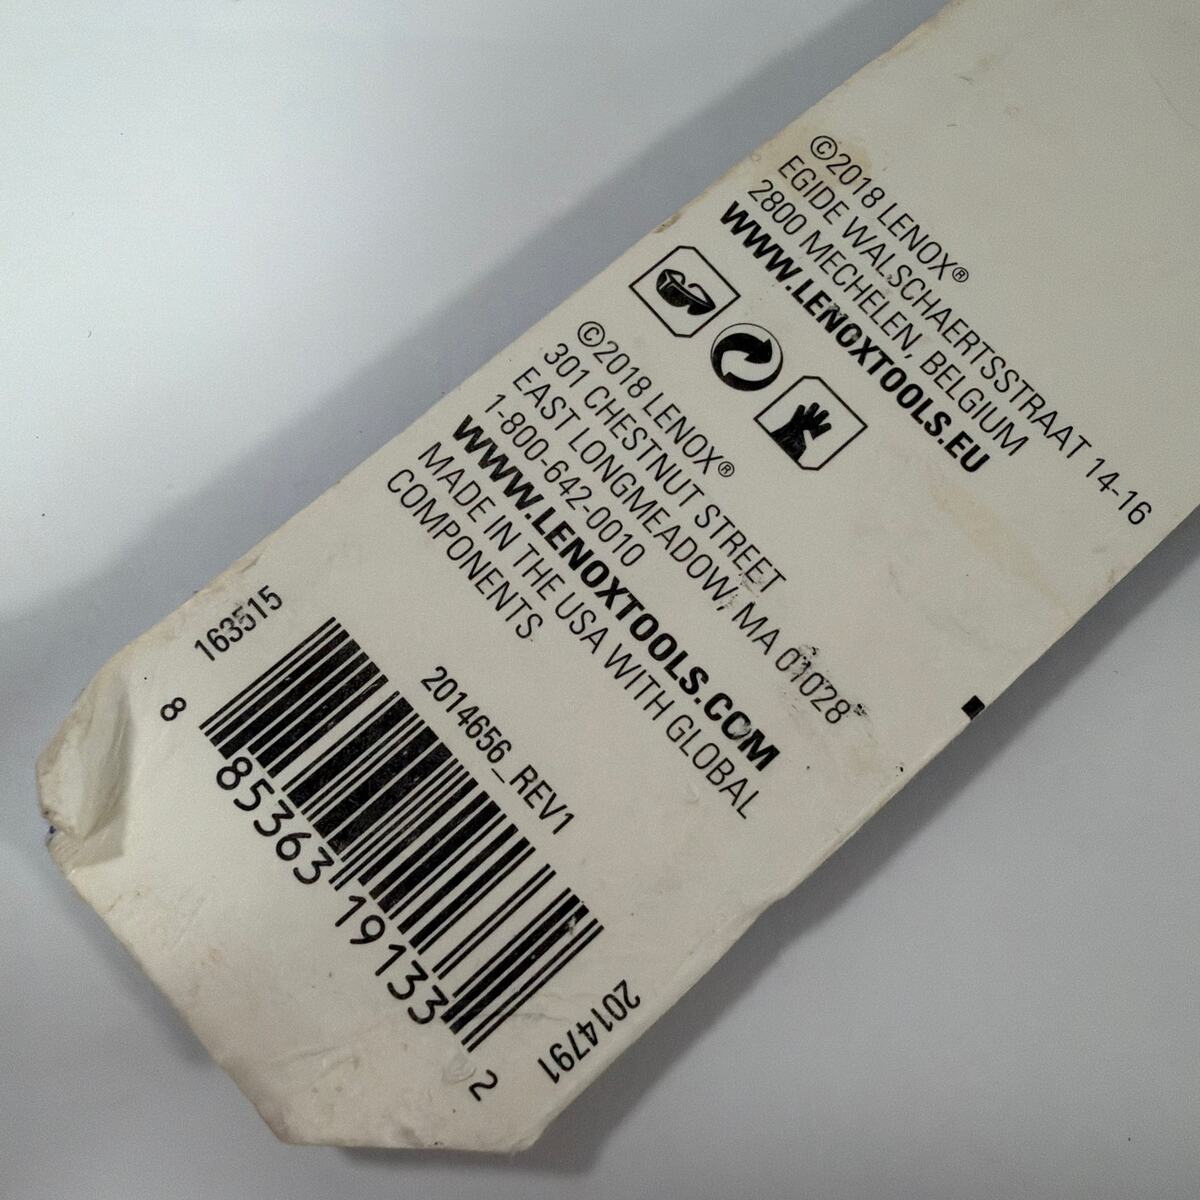 ©2018 LENOX®
EGIDE WALSCHAERTSSTRAAT 14-16
2800 MECHELEN, BELGIUM
WWW.LENOXTOOLS.EU
©2018 LENOX®
301 CHESTNUT STREET
EAST LONGMEADOW, MA 01028
1-800-642-0010
WWW.LENOXTOOLS.COM
MADE IN THE USA WITH GLOBAL
COMPONENTS.
163515
2014656_REV1
8 85363 19133 2
2014791